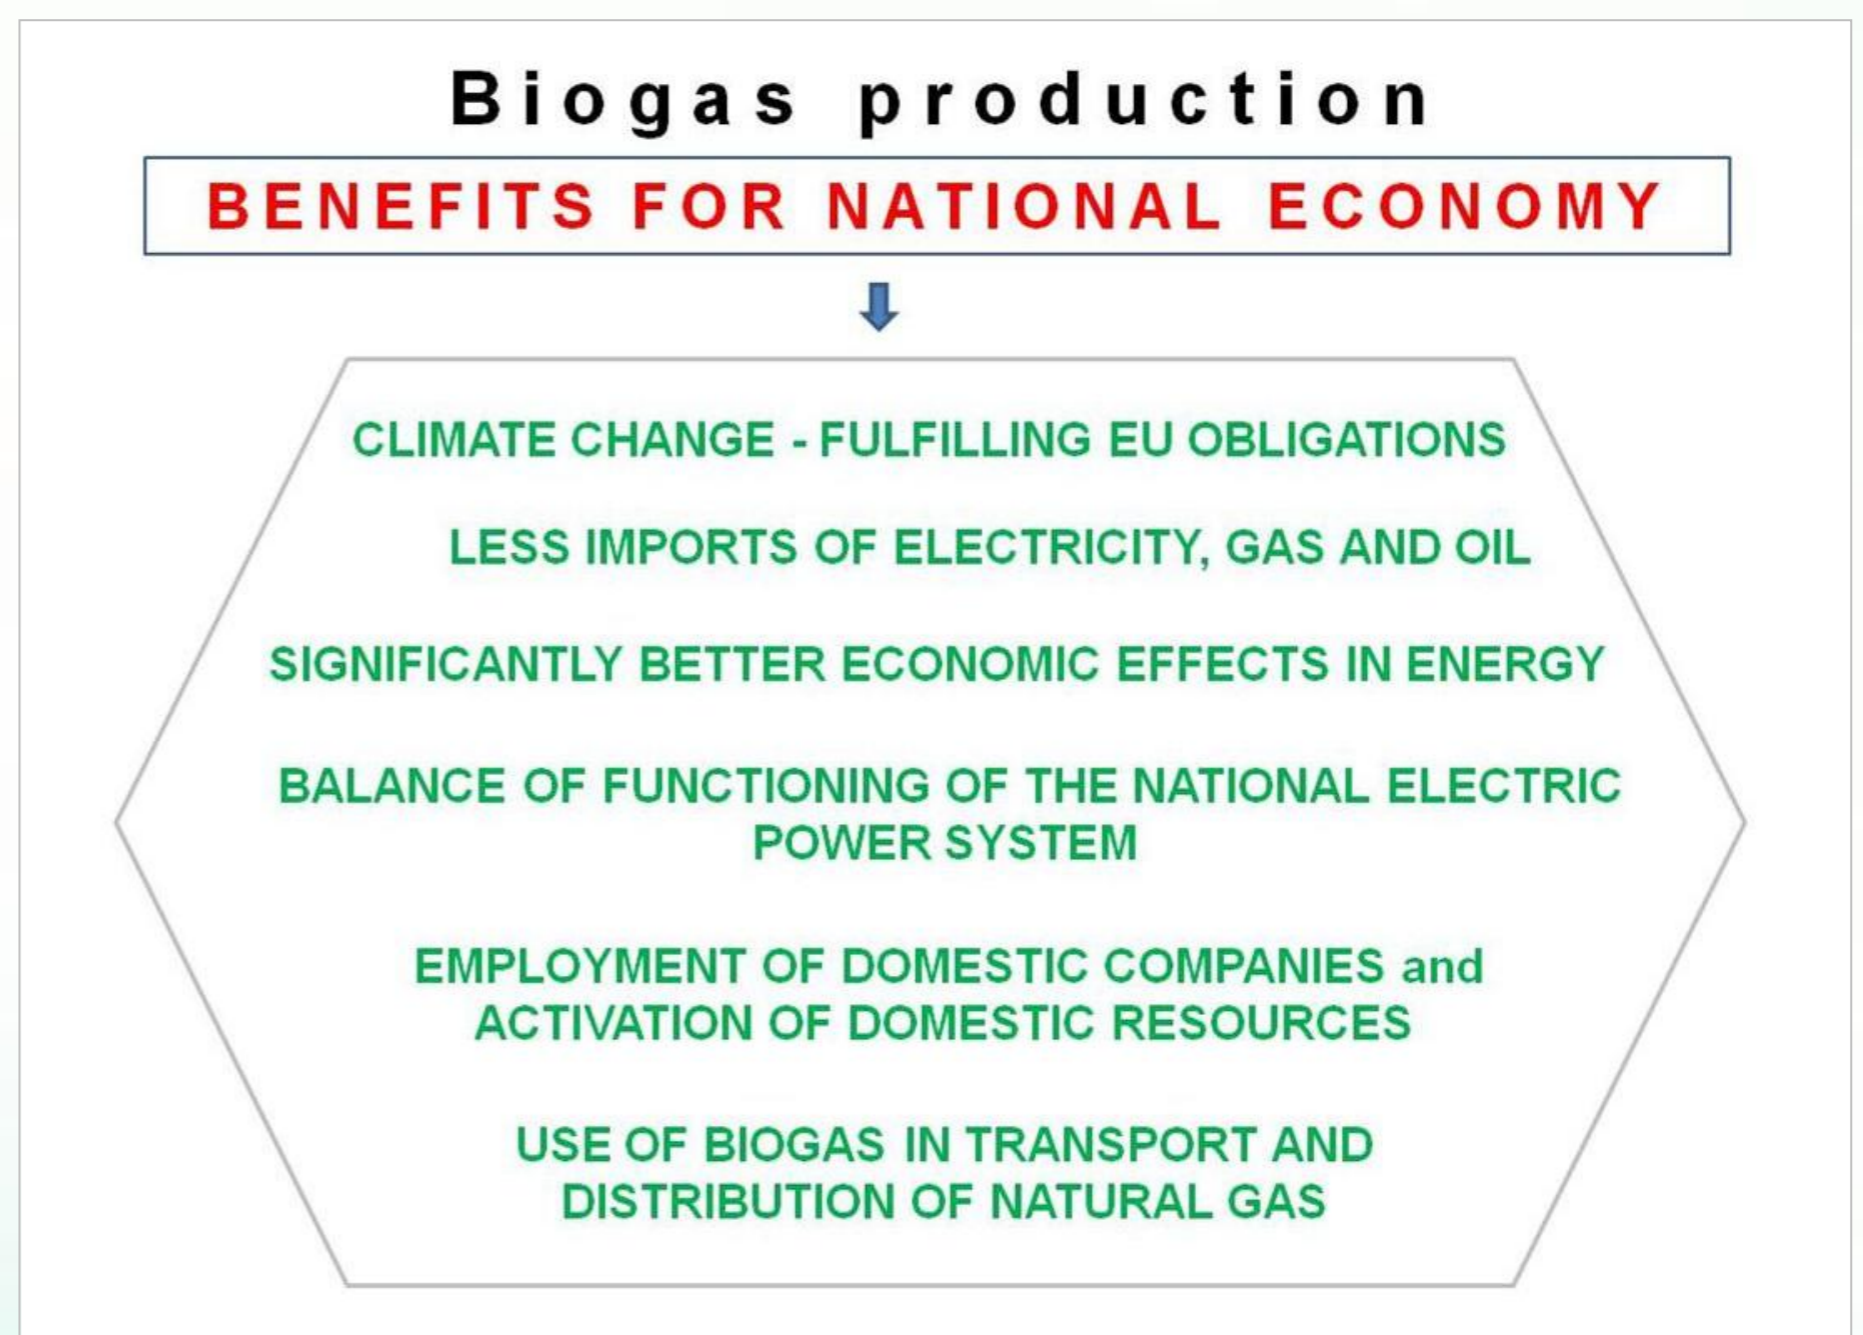 Biogas production
BENEFITS FOR NATIONAL ECONOMY
CLIMATE CHANGE - FULFILLING EU OBLIGATIONS
LESS IMPORTS OF ELECTRICITY, GAS AND OIL
SIGNIFICANTLY BETTER ECONOMIC EFFECTS IN ENERGY
BALANCE OF FUNCTIONING OF THE NATIONAL ELECTRIC
POWER SYSTEM
EMPLOYMENT OF DOMESTIC COMPANIES and
ACTIVATION OF DOMESTIC RESOURCES
USE OF BIOGAS IN TRANSPORT AND
DISTRIBUTION OF NATURAL GAS